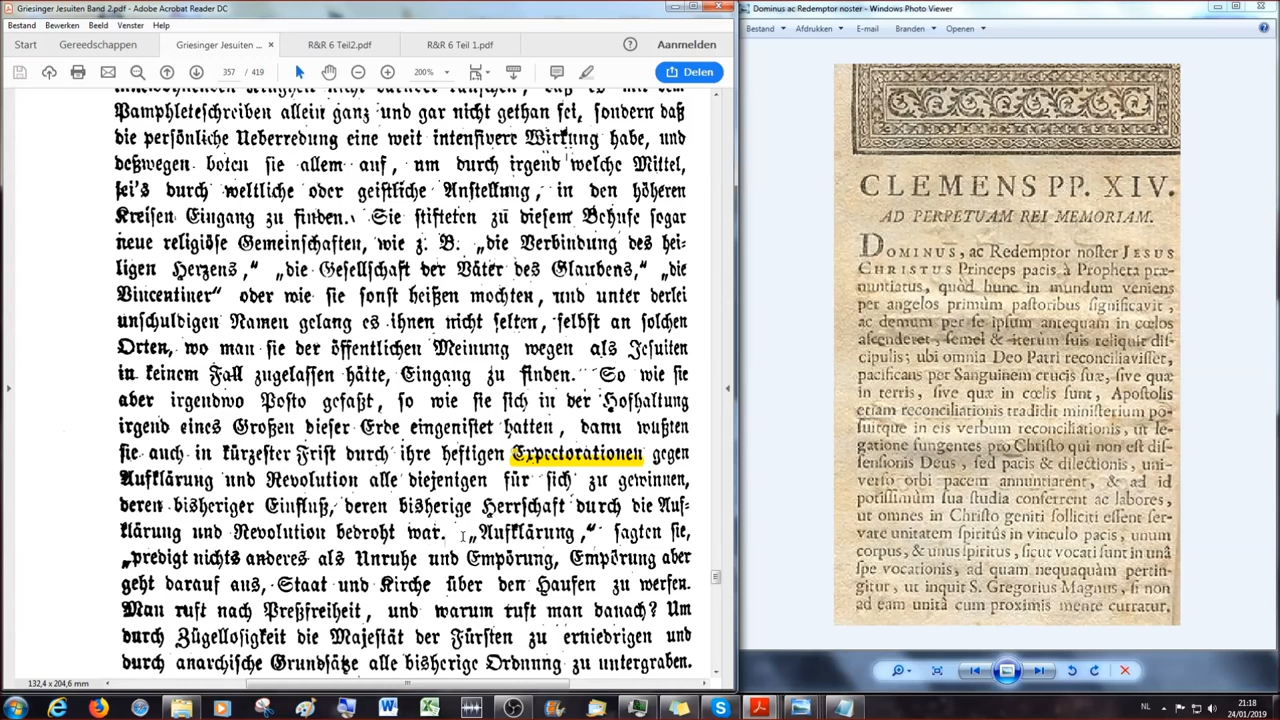 Griesinger Jesuiten Band 2.pdf - Adobe Acrobat Reader DC
Bestand Bewerken Beeld Venster Help
Start Gereedschappen Griesinger Jesuiten ... × R&R 6 Teil2.pdf R&R 6 Teil 1.pdf Aanmelden
357 / 419 200% Delen
Pamphleteschreiben allein ganz und gar nicht gethan sei, sondern daß
die persönliche Ueberredung eine weit intensivere Wirkung habe, und
deßwegen boten sie allem auf, um durch irgend welche Mittel,
sei's durch weltliche oder geistliche Anstellung, in den höheren
Kreisen Eingang zu finden. Sie stifteten zu diesem Behufe sogar
neue religiöse Gemeinschaften, wie z. B. „die Verbindung des hei-
ligen Herzens,“ „die Gesellschaft der Väter des Glaubens,“ „die
Vincentiner“ oder wie sie sonst heißen mochten, und unter derlei
unschuldigen Namen gelang es ihnen nicht selten, selbst an solchen
Orten, wo man sie der öffentlichen Meinung wegen als Jesuiten
in keinem Fall zugelassen hätte, Eingang zu finden. So wie sie
aber irgendwo Posto gefaßt, so wie sie sich in der Hofhaltung
irgend eines Großen dieser Erde eingenistet hatten, dann wußten
sie auch in kürzester Frist durch ihre heftigen Expectorationen gegen
Aufklärung und Revolution alle diejenigen für sich zu gewinnen,
deren bisheriger Einfluß, deren bisherige Herrschaft durch die Auf-
klärung und Revolution bedroht war. „Aufklärung,“ sagten sie,
„predigt nichts anderes als Unruhe und Empörung, Empörung aber
geht darauf aus, Staat und Kirche über den Haufen zu werfen.
Man ruft nach Preßfreiheit, und warum ruft man danach? Um
durch Zügellosigkeit die Majestät der Fürsten zu erniedrigen und
durch anarchische Grundsätze alle bisherige Ordnung zu untergraben.
132,4 x 204,6 mm
Dominus ac Redemptor noster - Windows Photo Viewer
Bestand Afdrukken E-mail Branden Openen
CLEMENS PP. XIV.
AD PERPETUAM REI MEMORIAM.
DOMINUS, ac Redemptor noster JESUS
CHRISTUS Princeps pacis à Propheta præ-
nuntiatus, quòd hunc in mundum veniens
per angelos primùm pastoribus significavit,
ac demum per se ipsum antequam in cœlos
ascenderet, semel & iterum suis reliquit dis-
cipulis; ubi omnia Deo Patri reconciliavisset,
pacificans per Sanguinem crucis suæ, sive quæ
in terris, sive quæ in cœlis sunt, Apostolis
etiam reconciliationis tradidit ministerium po-
suitque in eis verbum reconciliationis, ut le-
gatione fungentes pro Christo qui non est dis-
sensionis Deus, sed pacis & dilectionis, uni-
verso orbi pacem annuntiarent, & ad id
potissimùm sua studia conferrent ac labores,
ut omnes in Christo geniti solliciti essent ser-
vare unitatem spiritûs in vinculo pacis, unum
corpus, & unus spiritus, sicut vocati sunt in unâ
spe vocationis, ad quam nequaquàm pertin-
gitur, ut inquit S. Gregorius Magnus, si non
ad eam unitâ cum proximis mente curratur.
NL 21:18
24/01/2019